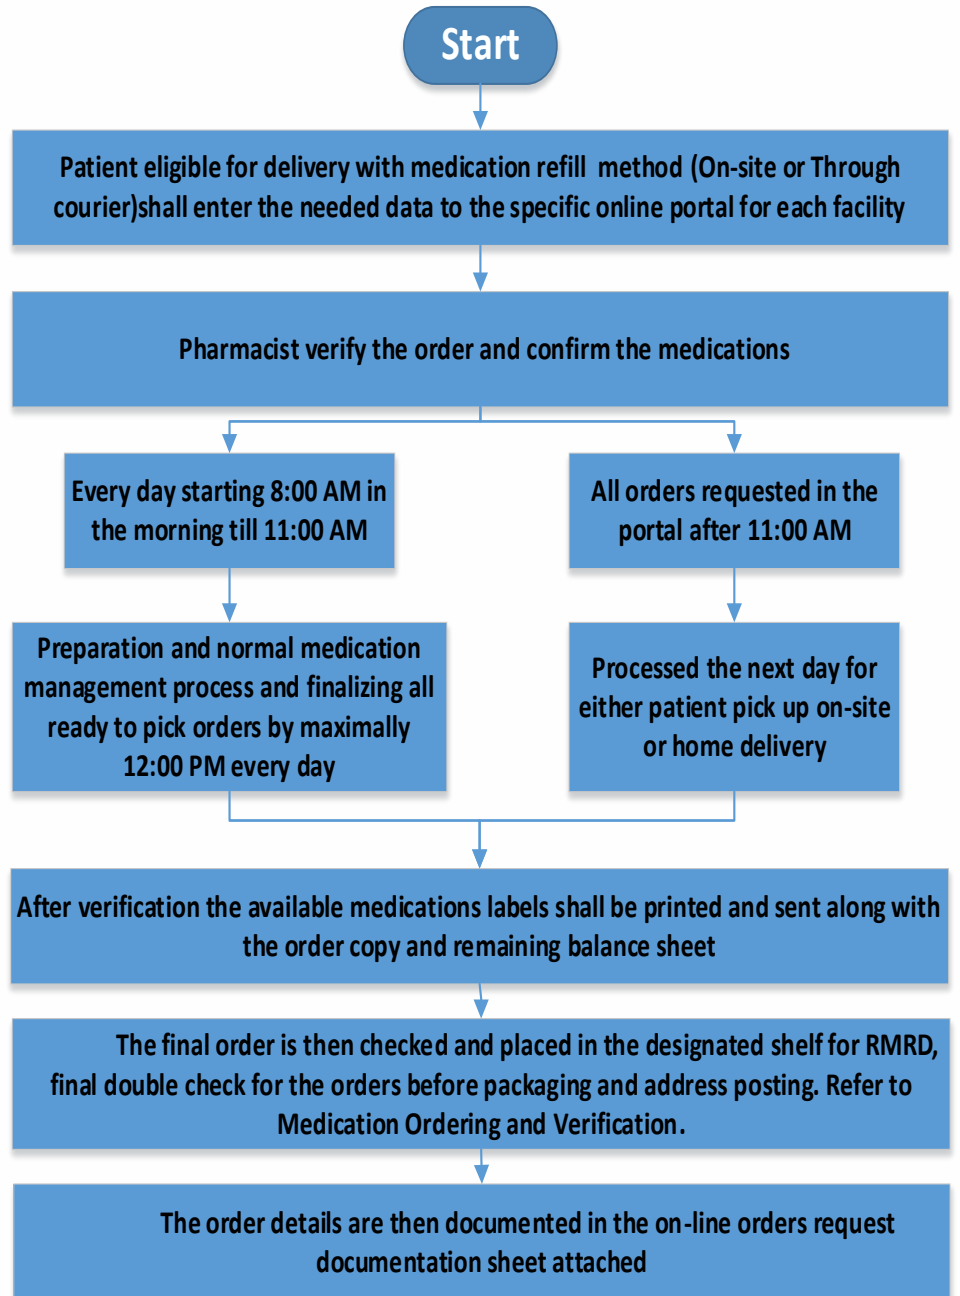 Start
Patient eligible for delivery with medication refill method (On-site or Through
courier)shall enter the needed data to the specific online portal for each facility
Pharmacist verify the order and confirm the medications
Every day starting 8:00 AM in
the morning till 11:00 AM
All orders requested in the
portal after 11:00 AM
Preparation and normal medication
management process and finalizing all
ready to pick orders by maximally
12:00 PM every day
Processed the next day for
either patient pick up on-site
or home delivery
After verification the available medications labels shall be printed and sent along with
the order copy and remaining balance sheet
The final order is then checked and placed in the designated shelf for RMRD,
final double check for the orders before packaging and address posting. Refer to
Medication Ordering and Verification.
The order details are then documented in the on-line orders request
documentation sheet attached